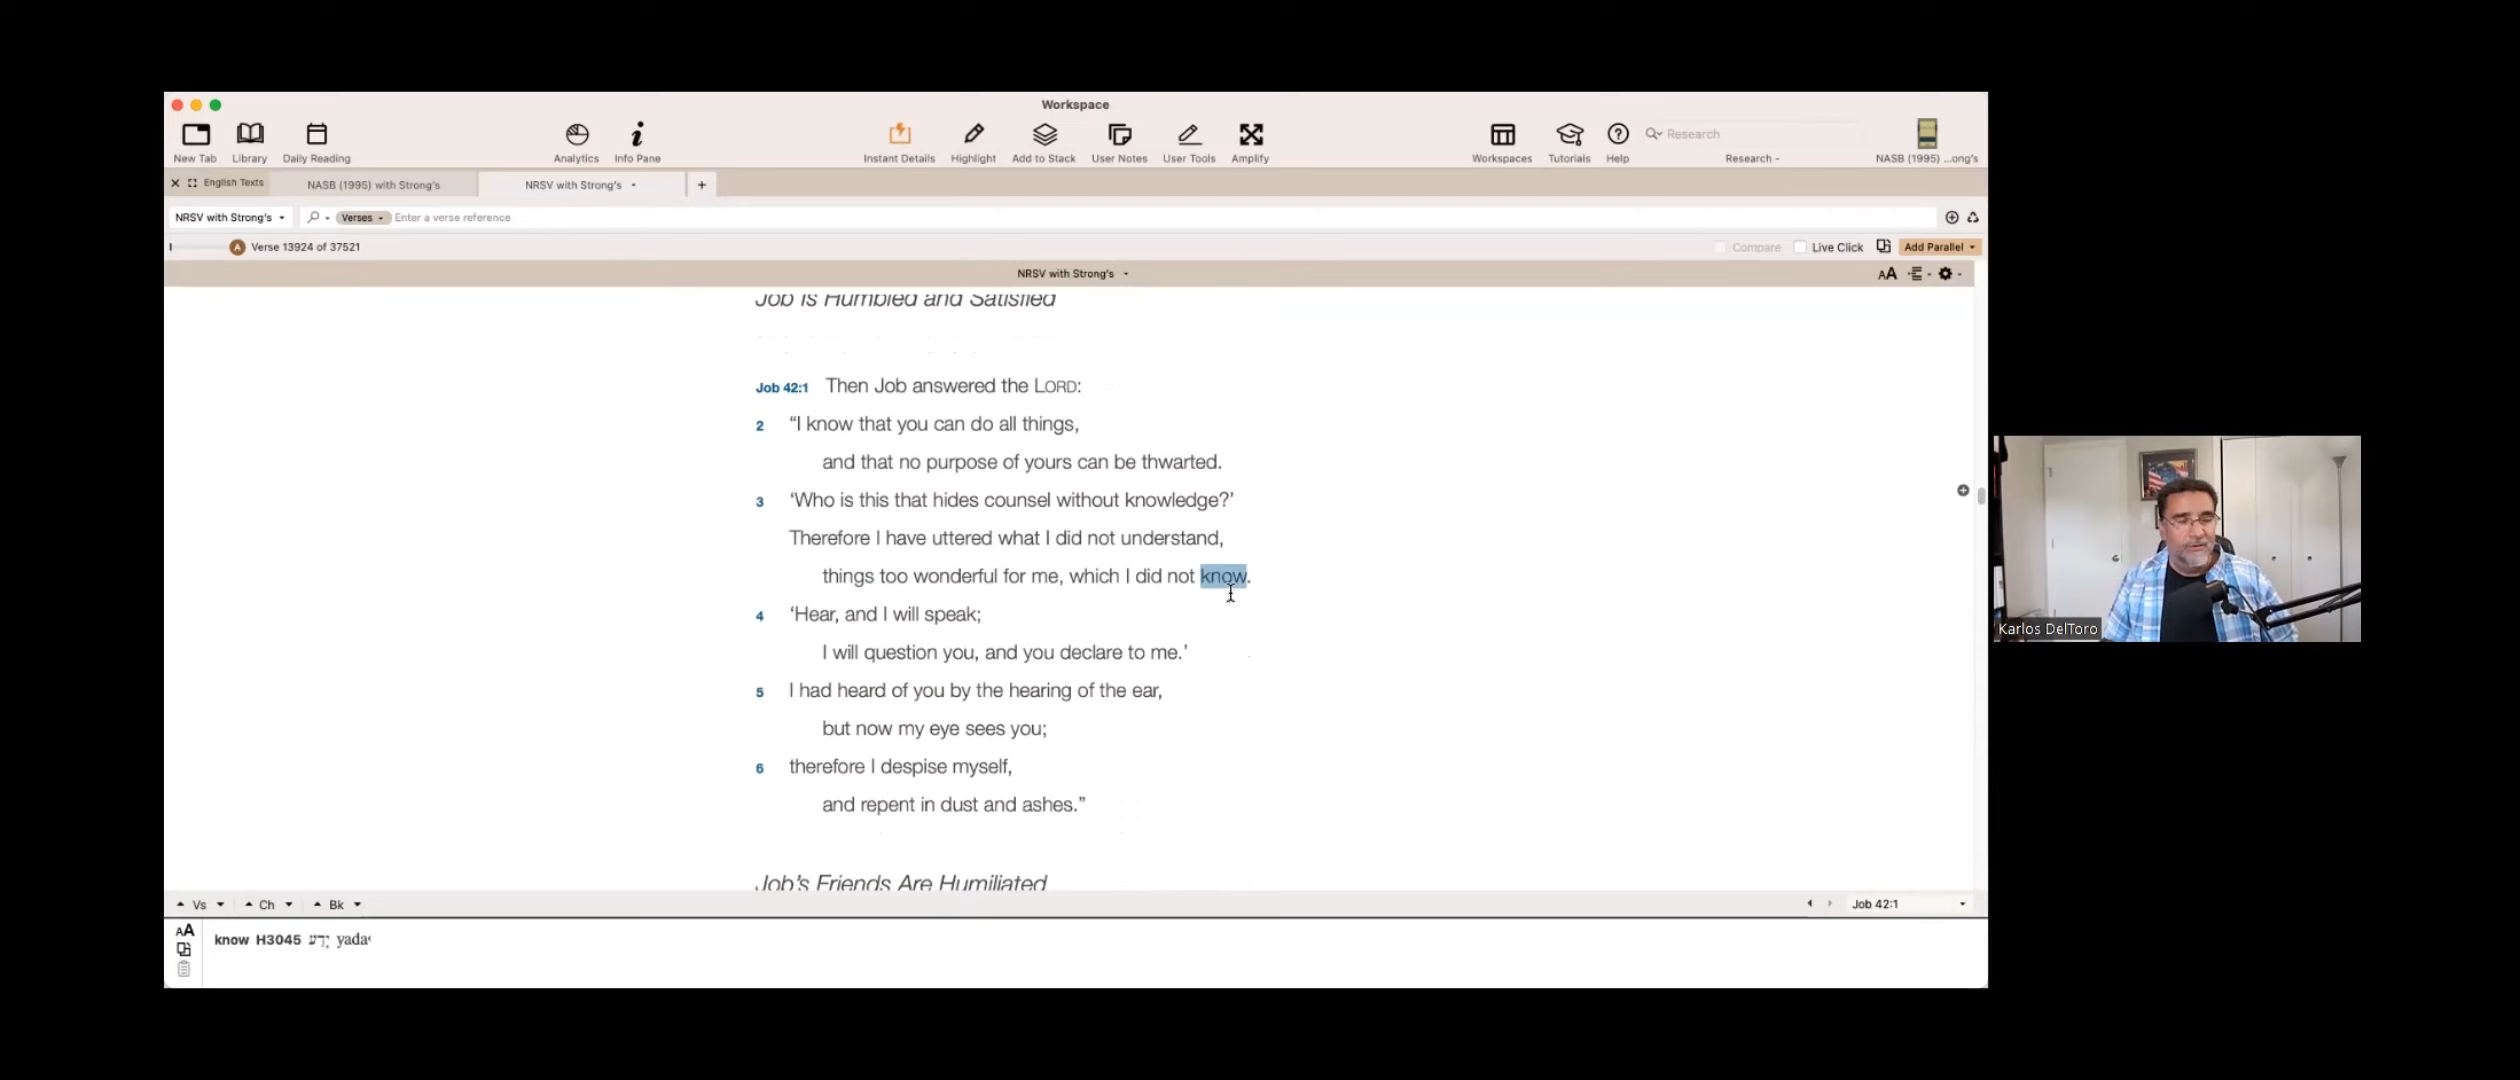 Workspace
New Tab Library Daily Reading Analytics Info Pane Instant Details Highlight Add to Stack User Notes User Tools Amplify Workspaces Tutorials Help Research Research - NASB (1995) ...ong's
English Texts NASB (1995) with Strong's NRSV with Strong's +
NRSV with Strong's Verses Enter a verse reference
A Verse 13924 of 37521 Compare Live Click Add Parallel
NRSV with Strong's AA
Job Is Humbled and Satisfied
Job 42:1 Then Job answered the LORD:
2 “I know that you can do all things,
and that no purpose of yours can be thwarted.
3 ‘Who is this that hides counsel without knowledge?’
Therefore I have uttered what I did not understand,
things too wonderful for me, which I did not know.
4 ‘Hear, and I will speak;
I will question you, and you declare to me.’
5 I had heard of you by the hearing of the ear,
but now my eye sees you;
6 therefore I despise myself,
and repent in dust and ashes.”
Job’s Friends Are Humiliated
Karlos DelToro
Vs Ch Bk Job 42:1
AA know H3045 יָדַע yadaʿ